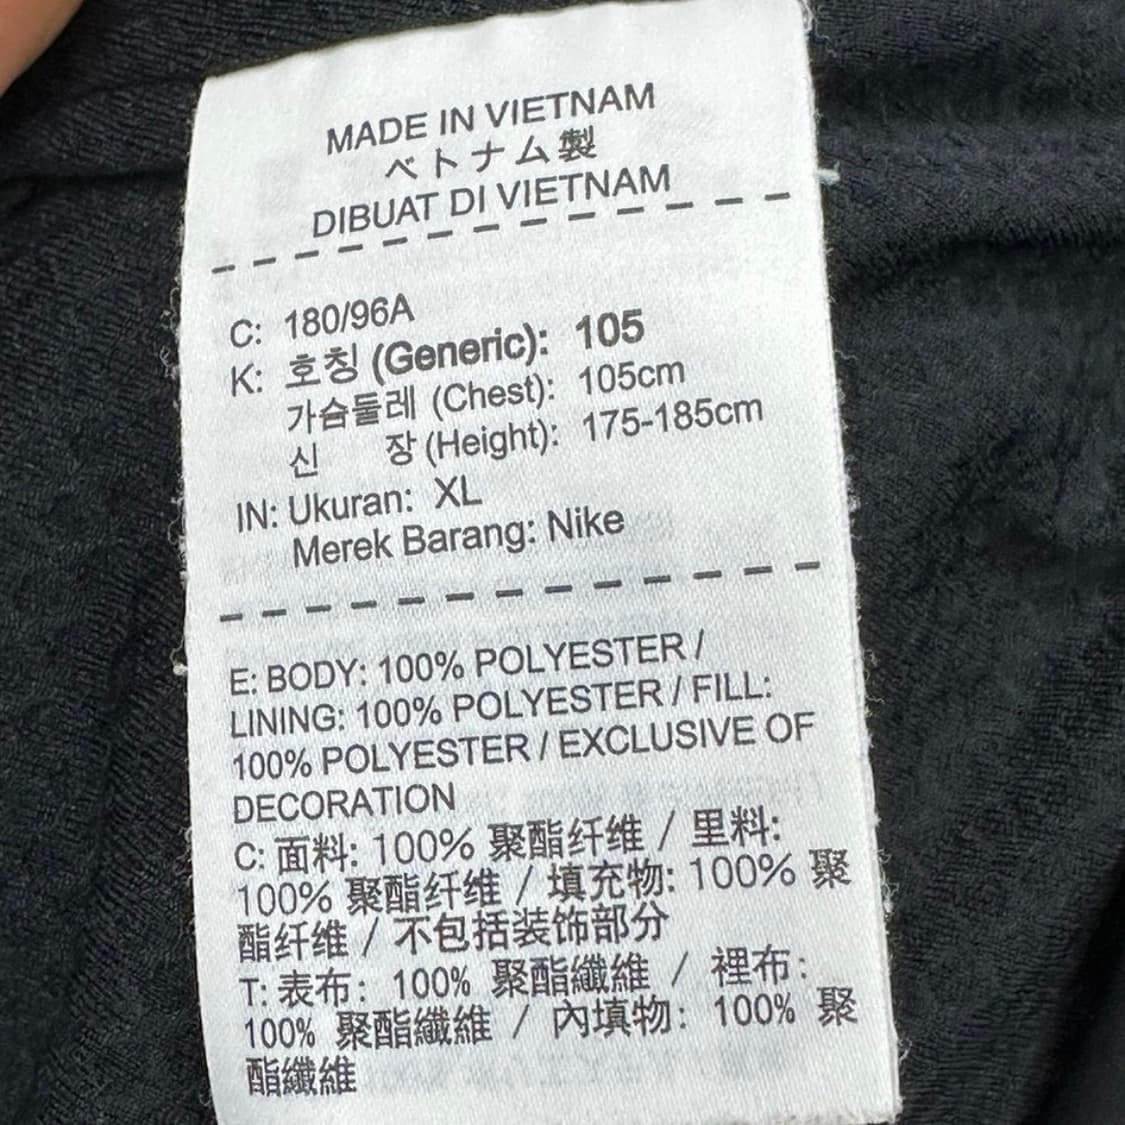 MADE IN VIETNAM
ベトナム製
DIBUAT DI VIETNAM
C: 180/96A
K: 호칭 (Generic): 105
가슴둘레 (Chest): 105cm
신 장 (Height): 175-185cm
IN: Ukuran: XL
Merek Barang: Nike
E: BODY: 100% POLYESTER /
LINING: 100% POLYESTER / FILL:
100% POLYESTER / EXCLUSIVE OF
DECORATION
C: 面料: 100% 聚酯纤维 / 里料:
100% 聚酯纤维 / 填充物: 100% 聚
酯纤维 / 不包括装饰部分
T: 表布: 100% 聚酯纖維 / 裡布:
100% 聚酯纖維 / 內填物: 100% 聚
酯纖維